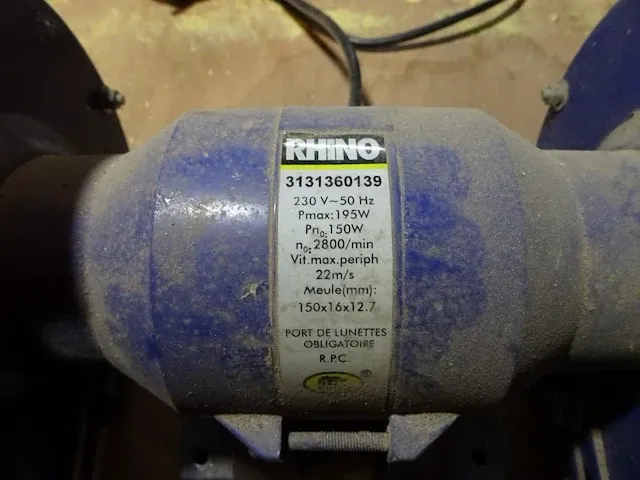 RHINO
3131360139
230 V~50 Hz
Pmax:195W
Pn₀:150W
n₀:2800/min
Vit.max.periph
22m/s
Meule(mm):
150x16x12.7
PORT DE LUNETTES
OBLIGATOIRE
R.P.C.
®